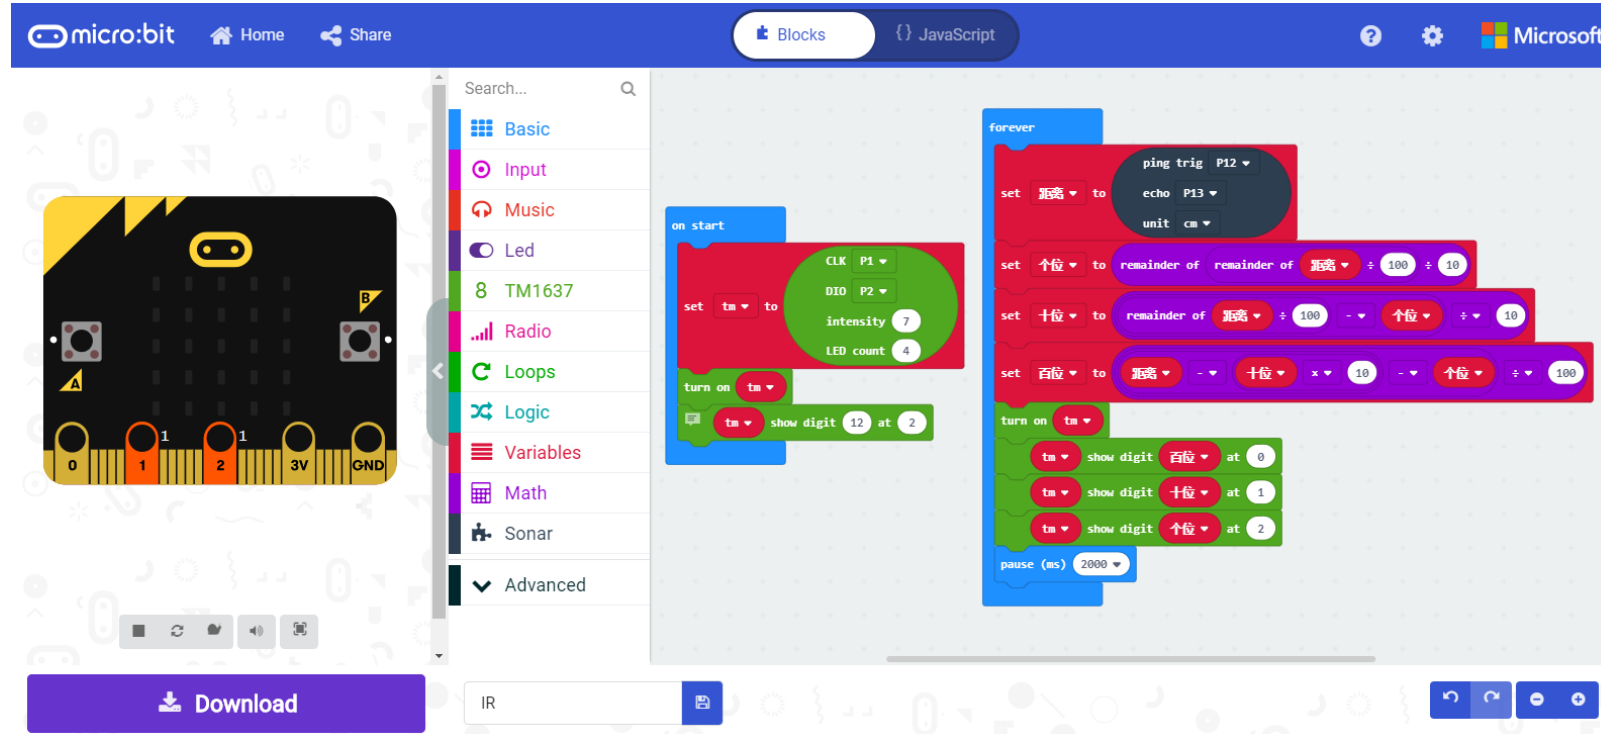 micro:bit Home Share Blocks {} JavaScript ? Microsoft
Search...
Basic
Input
Music
Led
8 TM1637
Radio
Loops
Logic
Variables
Math
Sonar
Advanced
B
A
1 1
0 1 2 3V GND
Download
IR
on start
set tm to
CLK P1
DIO P2
intensity 7
LED count 4
turn on tm
tm show digit 12 at 2
forever
set 距离 to
ping trig P12
echo P13
unit cm
set 个位 to remainder of remainder of 距离 ÷ 100 ÷ 10
set 十位 to remainder of 距离 ÷ 100 - 个位 ÷ 10
set 百位 to 距离 - 十位 x 10 - 个位 ÷ 100
turn on tm
tm show digit 百位 at 0
tm show digit 十位 at 1
tm show digit 个位 at 2
pause (ms) 2000